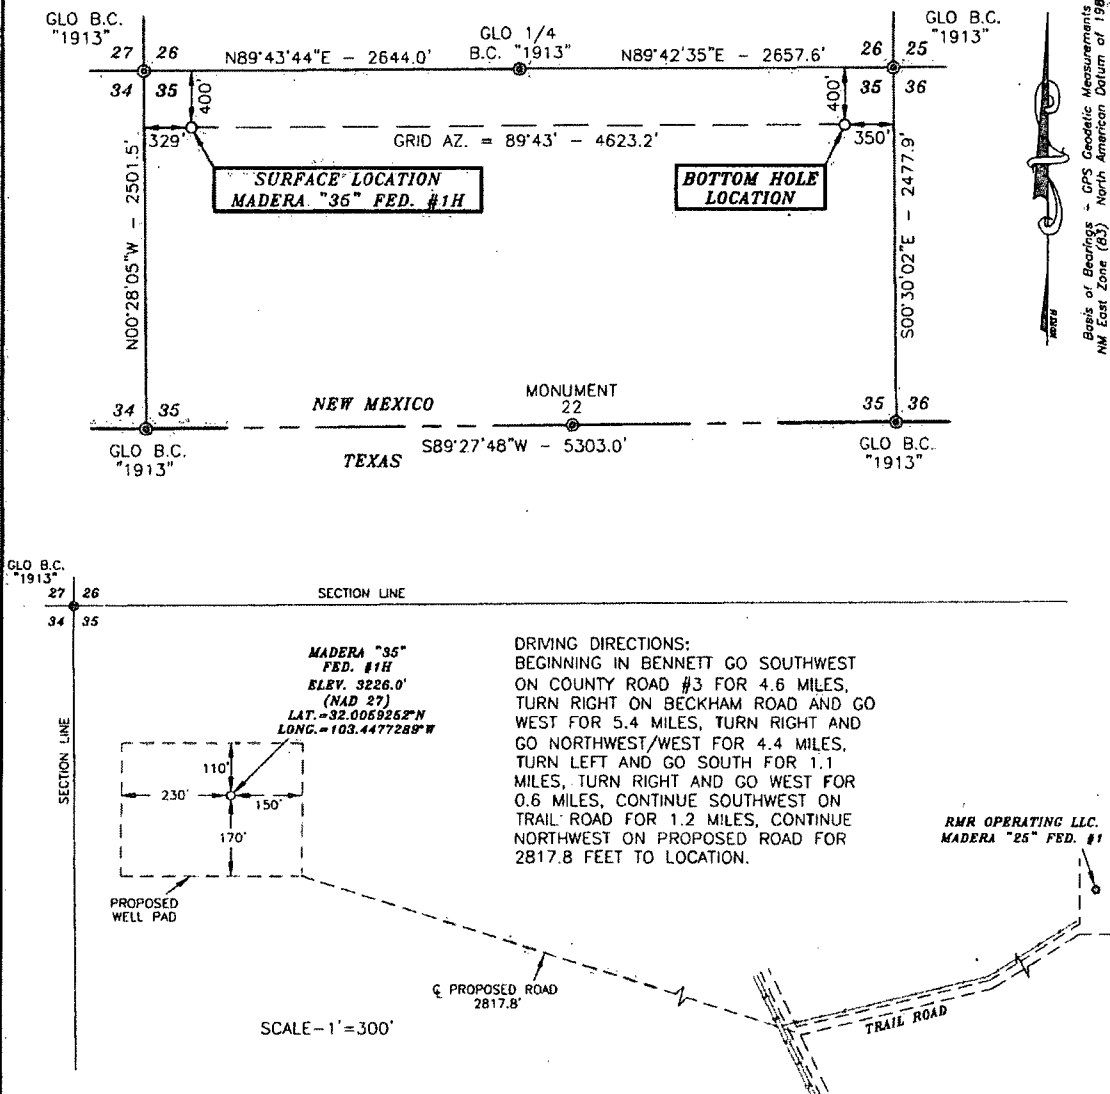 GLO B.C.
"1913"
27 26
34 35
N89°43'44"E - 2644.0'
GLO 1/4
B.C. "1913"
N89°42'35"E - 2657.6'
GLO B.C.
"1913"
26 25
35 36
400'
400'
329'
GRID AZ. = 89°43' - 4623.2'
350'
SURFACE LOCATION
MADERA "35" FED. #1H
BOTTOM HOLE
LOCATION
N00°28'05"W - 2501.5'
S00°30'02"E - 2477.9'
Basis of Bearings - GPS Geodetic Measurements
NM East Zone (83) North American Datum of 198
34 35
NEW MEXICO
MONUMENT
22
35 36
GLO B.C.
"1913"
TEXAS
S89°27'48"W - 5303.0'
GLO B.C.
"1913"
GLO B.C.
"1913"
27 26
34 35
SECTION LINE
SECTION LINE
MADERA "35"
FED. #1H
ELEV. 3226.0'
(NAD 27)
LAT.=32.0059252°N
LONG.=103.4477289°W
110'
230'
150'
170'
PROPOSED
WELL PAD
DRIVING DIRECTIONS:
BEGINNING IN BENNETT GO SOUTHWEST
ON COUNTY ROAD #3 FOR 4.6 MILES,
TURN RIGHT ON BECKHAM ROAD AND GO
WEST FOR 5.4 MILES, TURN RIGHT AND
GO NORTHWEST/WEST FOR 4.4 MILES,
TURN LEFT AND GO SOUTH FOR 1.1
MILES, TURN RIGHT AND GO WEST FOR
0.6 MILES, CONTINUE SOUTHWEST ON
TRAIL ROAD FOR 1.2 MILES, CONTINUE
NORTHWEST ON PROPOSED ROAD FOR
2817.8 FEET TO LOCATION.
RMR OPERATING LLC.
MADERA "25" FED. #1
℄ PROPOSED ROAD
2817.8'
TRAIL ROAD
SCALE-1'=300'